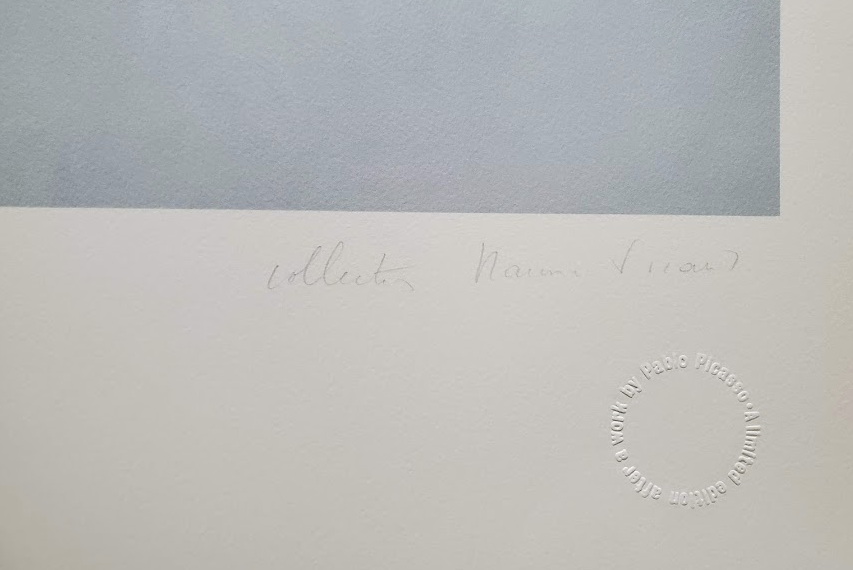 collection Marina Picasso
A limited edition after a work by Pablo Picasso •